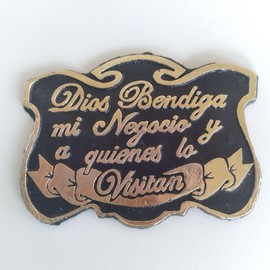 Dios Bendiga
mi Negocio y
a quienes lo
Visitan